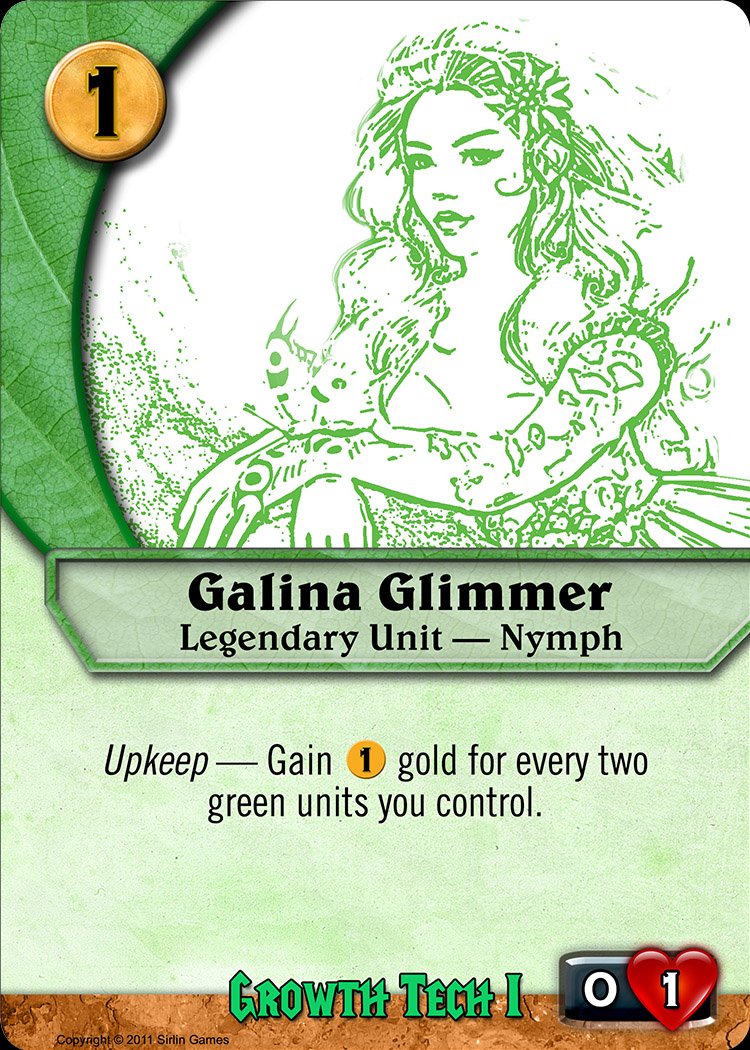 1
Galina Glimmer
Legendary Unit — Nymph
Upkeep — Gain 1 gold for every two
green units you control.
Growth Tech I
0 1
Copyright © 2011 Sirlin Games